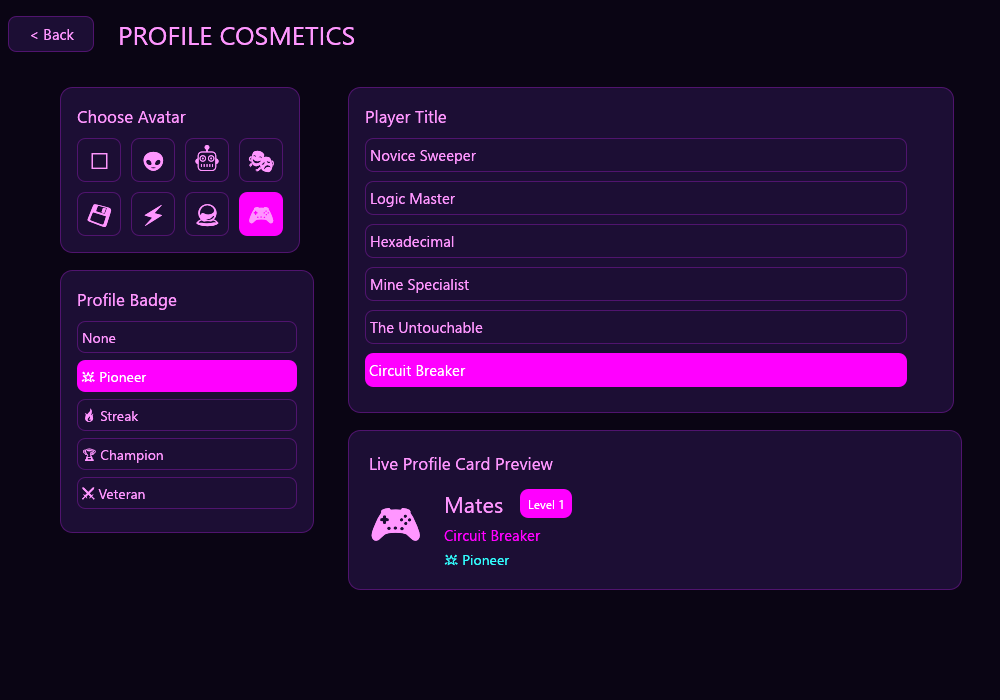 < Back
PROFILE COSMETICS
Choose Avatar
Profile Badge
None
Pioneer
Streak
Champion
Veteran
Player Title
Novice Sweeper
Logic Master
Hexadecimal
Mine Specialist
The Untouchable
Circuit Breaker
Live Profile Card Preview
Mates Level 1
Circuit Breaker
Pioneer